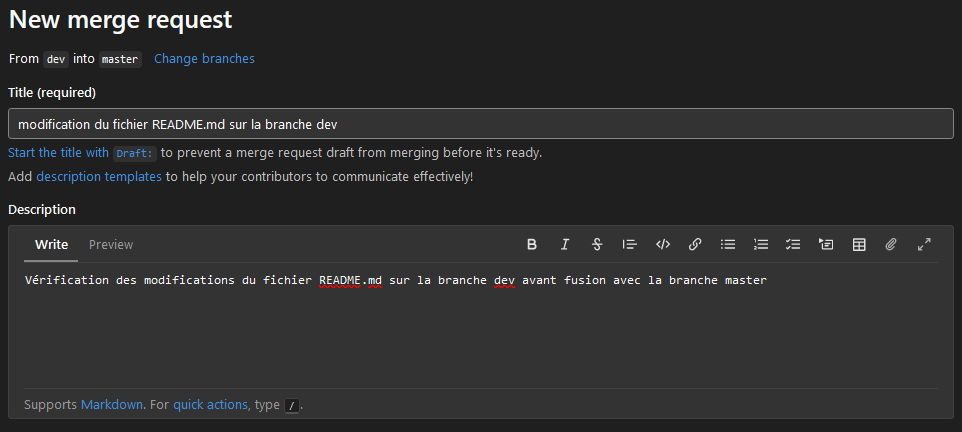 New merge request
From dev into master Change branches
Title (required)
modification du fichier README.md sur la branche dev
Start the title with Draft: to prevent a merge request draft from merging before it's ready.
Add description templates to help your contributors to communicate effectively!
Description
Write Preview
Vérification des modifications du fichier README.md sur la branche dev avant fusion avec la branche master
Supports Markdown. For quick actions, type /.